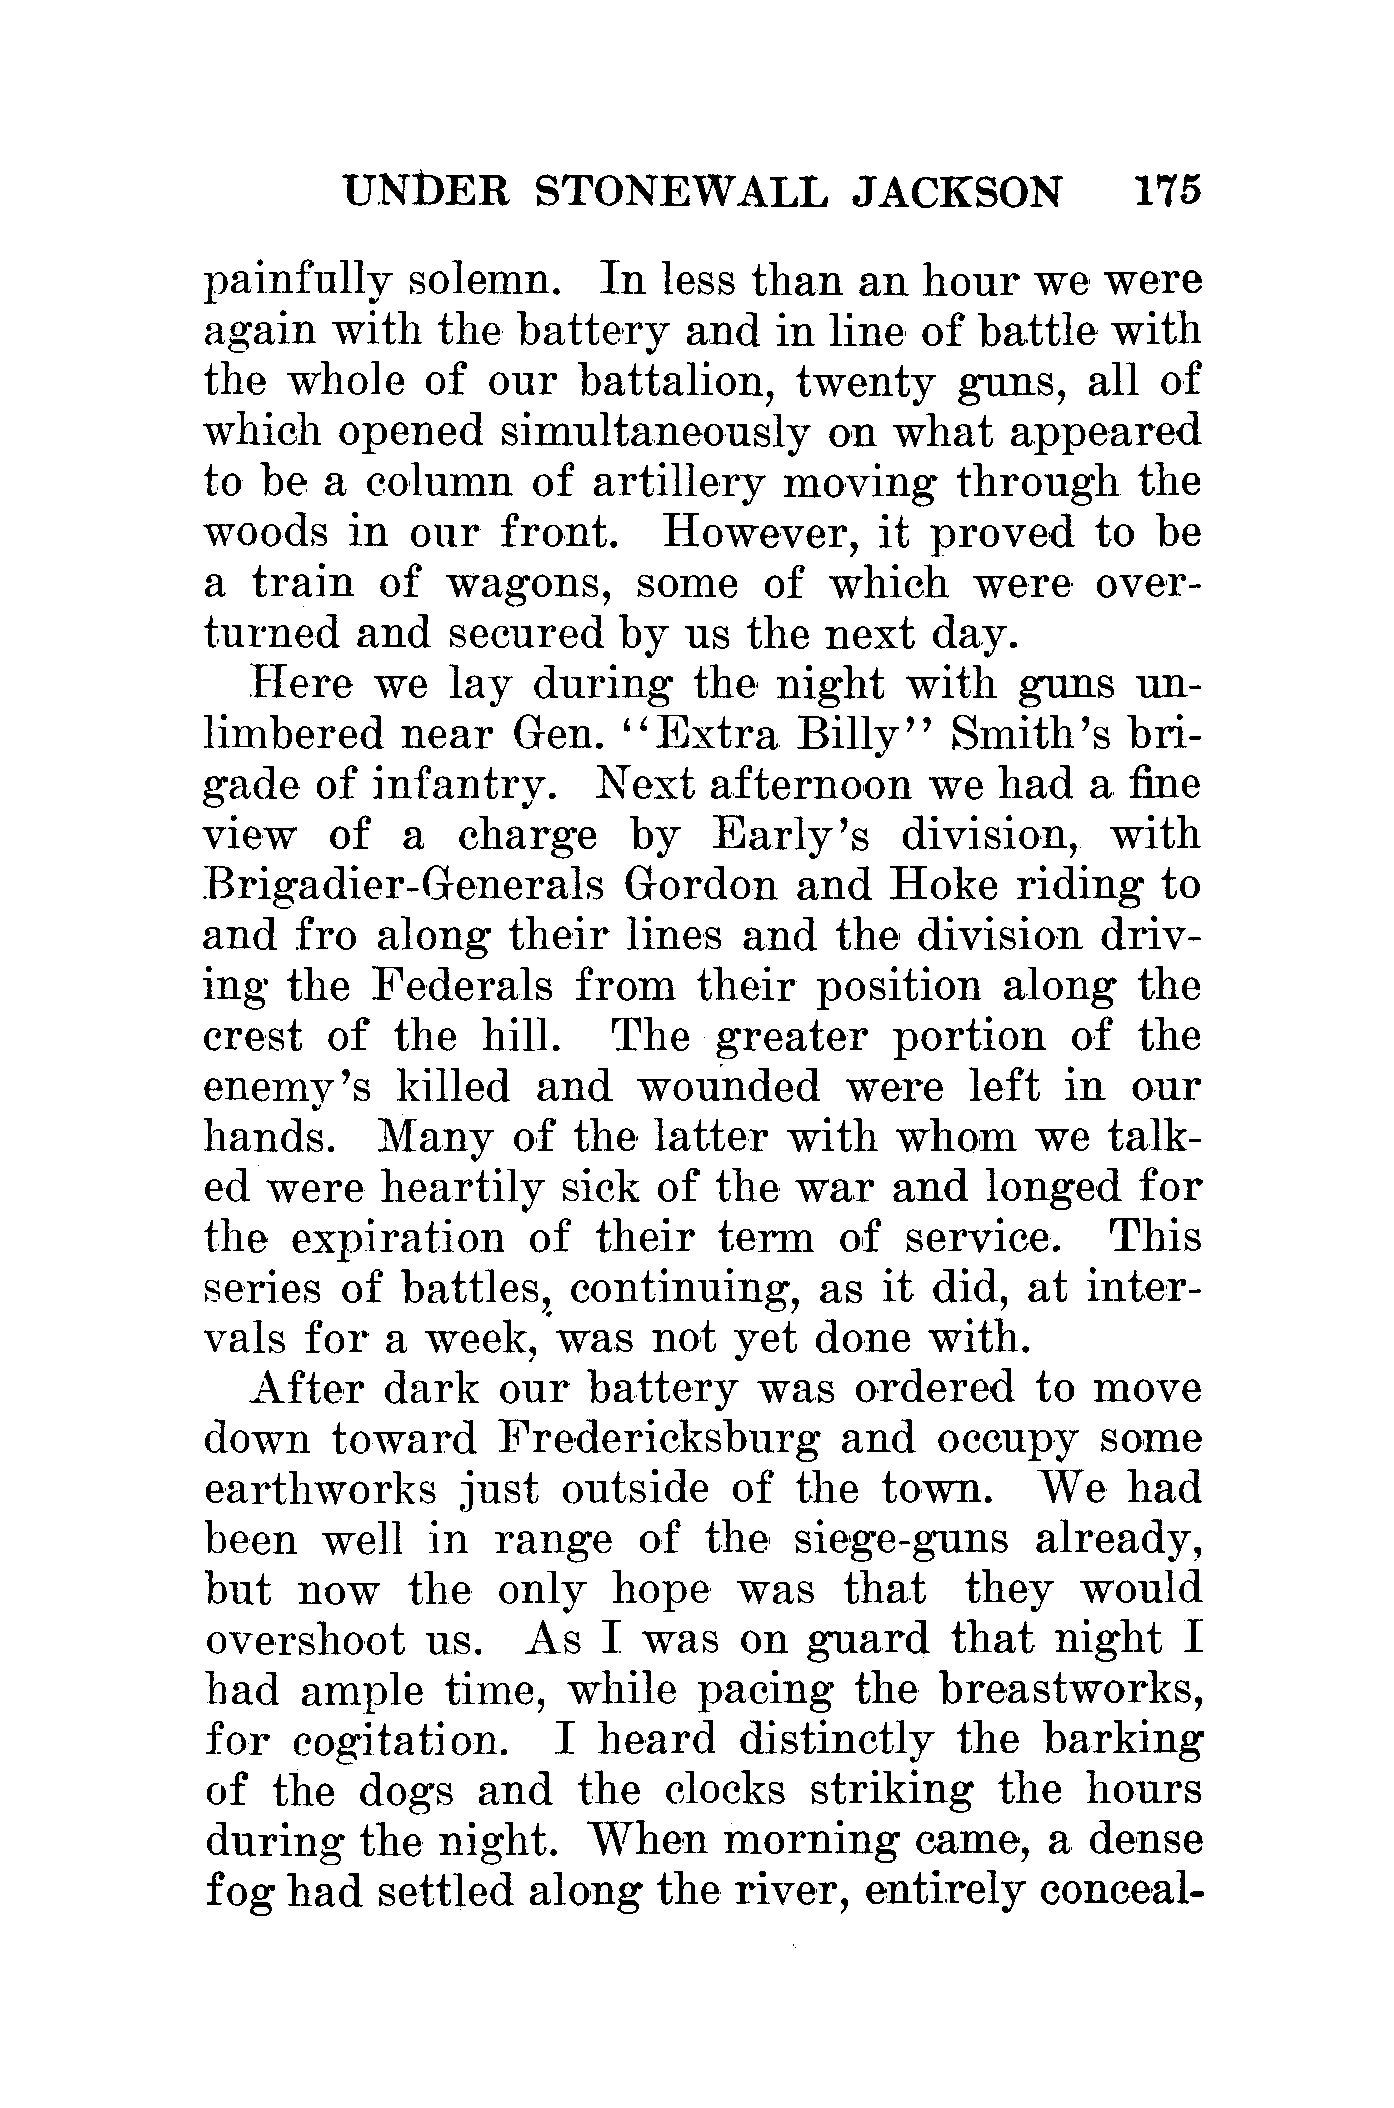 UNDER STONEWALL JACKSON 175
painfully solemn. In less than an hour we were
again with the battery and in line of battle with
the whole of our battalion, twenty guns, all of
which opened simultaneously on what appeared
to be a column of artillery moving through the
woods in our front. However, it proved to be
a train of wagons, some of which were over-
turned and secured by us the next day.
Here we lay during the night with guns un-
limbered near Gen. “Extra Billy” Smith’s bri-
gade of infantry. Next afternoon we had a fine
view of a charge by Early’s division, with
Brigadier-Generals Gordon and Hoke riding to
and fro along their lines and the division driv-
ing the Federals from their position along the
crest of the hill. The greater portion of the
enemy’s killed and wounded were left in our
hands. Many of the latter with whom we talk-
ed were heartily sick of the war and longed for
the expiration of their term of service. This
series of battles, continuing, as it did, at inter-
vals for a week, was not yet done with.
After dark our battery was ordered to move
down toward Fredericksburg and occupy some
earthworks just outside of the town. We had
been well in range of the siege-guns already,
but now the only hope was that they would
overshoot us. As I was on guard that night I
had ample time, while pacing the breastworks,
for cogitation. I heard distinctly the barking
of the dogs and the clocks striking the hours
during the night. When morning came, a dense
fog had settled along the river, entirely conceal-